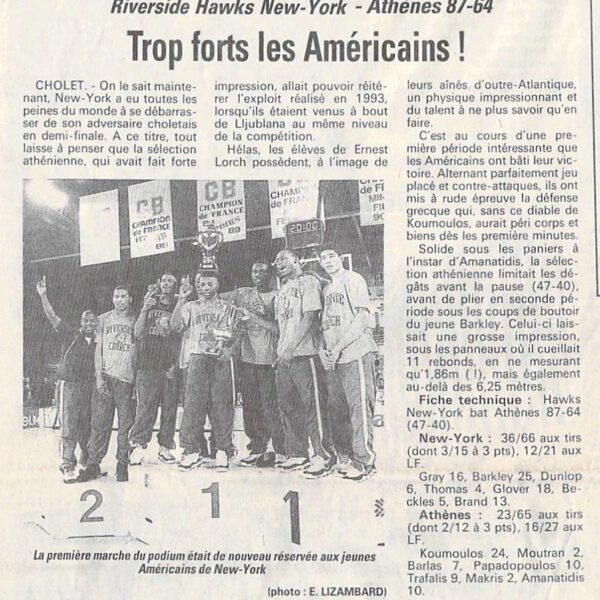 Riverside Hawks New-York - Athènes 87-64
Trop forts les Américains !
CHOLET. - On le sait mainte-
nant, New-York a eu toutes les
peines du monde à se débarras-
ser de son adversaire choletais
en demi-finale. A ce titre, tout
laisse à penser que la sélection
athénienne, qui avait fait forte
impression, allait pouvoir réité-
rer l'exploit réalisé en 1993,
lorsqu'ils étaient venus à bout
de Lljublana au même niveau
de la compétition.
Hélas, les élèves de Ernest
Lorch possèdent, à l'image de
leurs aînés d'outre-Atlantique,
un physique impressionnant et
du talent à ne plus savoir qu'en
faire.
C'est au cours d'une pre-
mière période intéressante que
les Américains ont bâti leur vic-
toire. Alternant parfaitement jeu
placé et contre-attaques, ils ont
mis à rude épreuve la défense
grecque qui, sans ce diable de
Koumoulos, aurait péri corps et
biens dès les première minutes.
Solide sous les paniers à
l'instar d'Amanatidis, la sélec-
tion athénienne limitait les dé-
gâts avant la pause (47-40),
avant de plier en seconde pé-
riode sous les coups de boutoir
du jeune Barkley. Celui-ci lais-
sait une grosse impression,
sous les panneaux où il cueillait
11 rebonds, en ne mesurant
qu'1,86m (!), mais également
au-delà des 6,25 mètres.
Fiche technique : Hawks
New-York bat Athènes 87-64
(47-40).
New-York : 36/66 aux tirs
(dont 3/15 à 3 pts), 12/21 aux
LF.
Gray 16, Barkley 25, Dunlop
6, Thomas 4, Glover 18, Bec-
kles 5, Brand 13.
Athènes : 23/65 aux tirs
(dont 2/12 à 3 pts), 16/27 aux
LF.
Koumoulos 24, Moutran 2,
Barlas 7, Papadopoulos 10,
Trafalis 9, Makris 2, Amanatidis
10.
CB
CHAMPION
de FRANCE
88
CB
CHAMPION
de FRANCE
89
CB
CHAMPION
de FRANCE
90
20:00
RIVERSIDE
CHURCH
2
1
1
La première marche du podium était de nouveau réservée aux jeunes
Américains de New-York
(photo : E. LIZAMBARD)